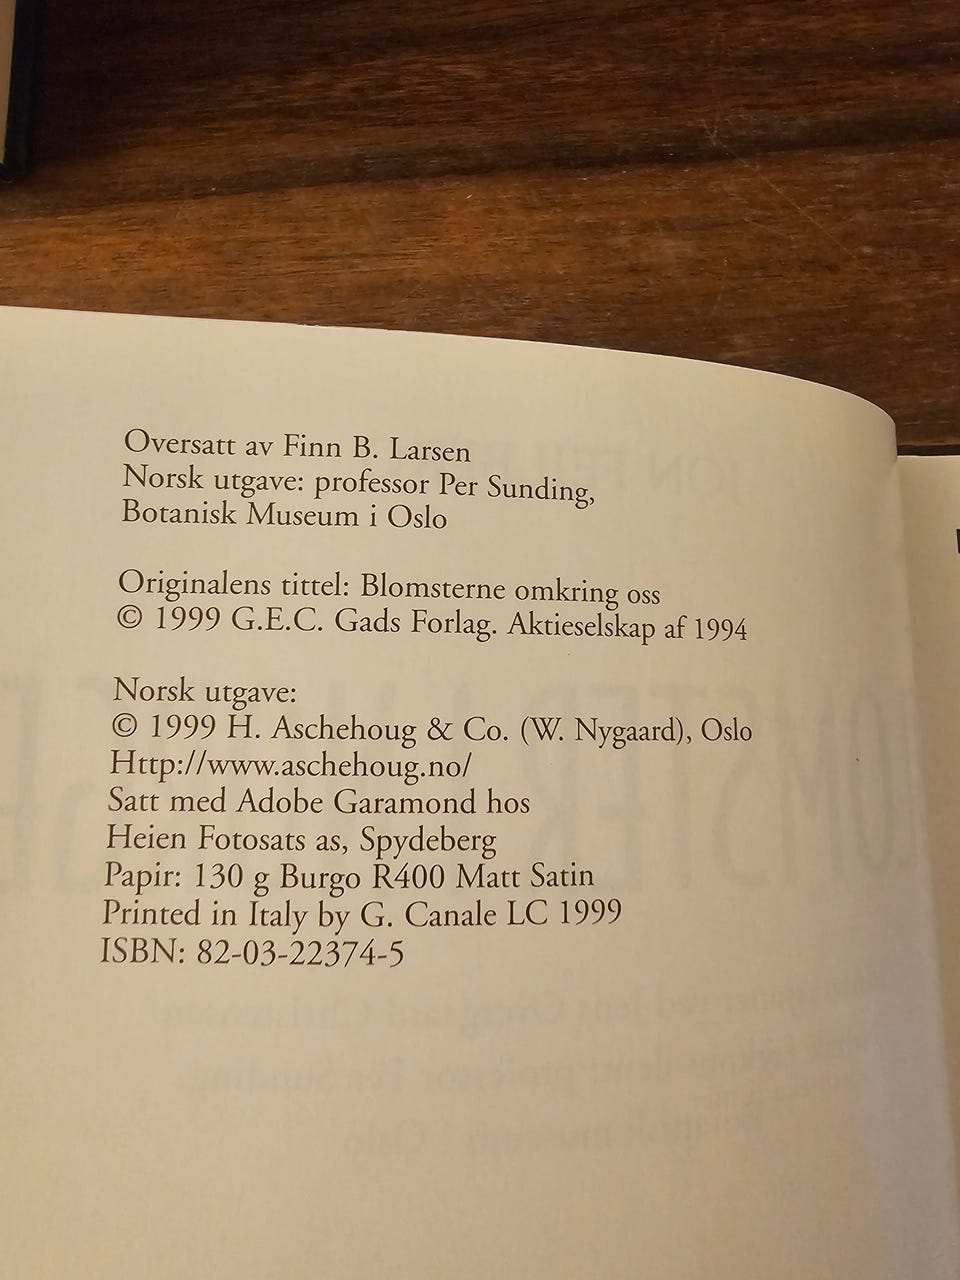 Oversatt av Finn B. Larsen
Norsk utgave: professor Per Sunding,
Botanisk Museum i Oslo
Originalens tittel: Blomsterne omkring oss
© 1999 G.E.C. Gads Forlag. Aktieselskap af 1994
Norsk utgave:
© 1999 H. Aschehoug & Co. (W. Nygaard), Oslo
Http://www.aschehoug.no/
Satt med Adobe Garamond hos
Heien Fotosats as, Spydeberg
Papir: 130 g Burgo R400 Matt Satin
Printed in Italy by G. Canale LC 1999
ISBN: 82-03-22374-5